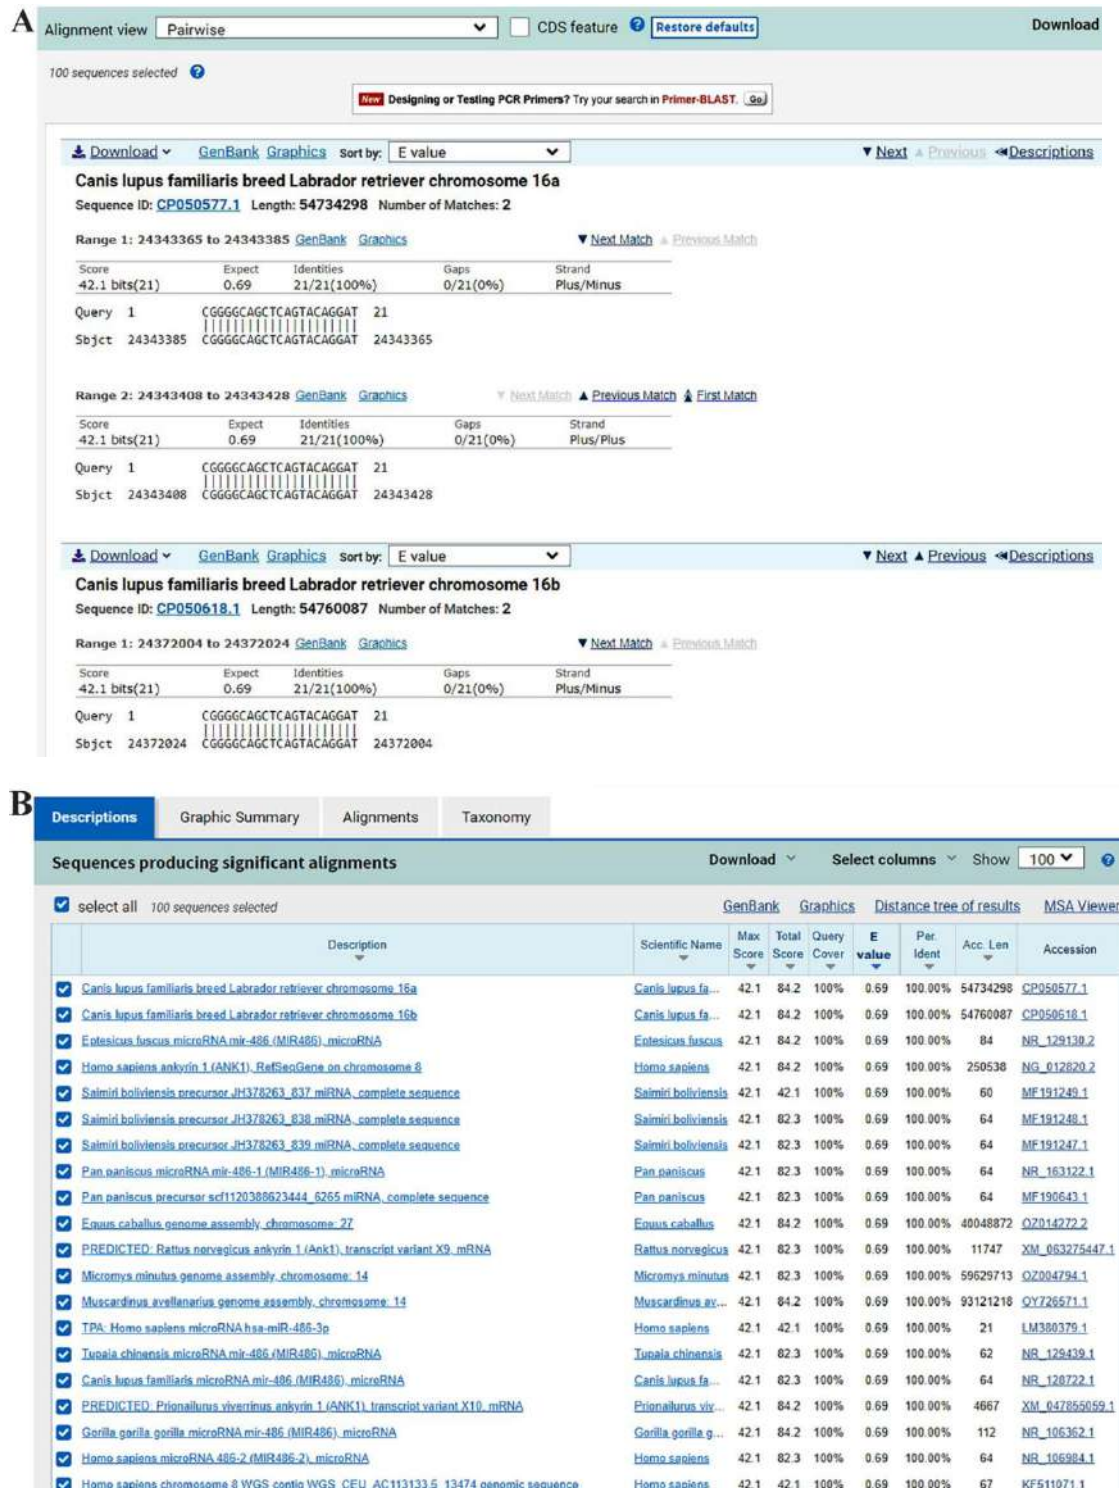 A
Alignment view Pairwise CDS feature Restore defaults Download
100 sequences selected
New Designing or Testing PCR Primers? Try your search in Primer-BLAST. Go
Download GenBank Graphics Sort by: E value Next Previous Descriptions
Canis lupus familiaris breed Labrador retriever chromosome 16a
Sequence ID: CP050577.1 Length: 54734298 Number of Matches: 2
Range 1: 24343365 to 24343385 GenBank Graphics Next Match Previous Match
Score Expect Identities Gaps Strand
42.1 bits(21) 0.69 21/21(100%) 0/21(0%) Plus/Minus
Query 1 CGGGGCAGCTCAGTACAGGAT 21
Sbjct 24343385 CGGGGCAGCTCAGTACAGGAT 24343365
Range 2: 24343408 to 24343428 GenBank Graphics Next Match Previous Match First Match
Score Expect Identities Gaps Strand
42.1 bits(21) 0.69 21/21(100%) 0/21(0%) Plus/Plus
Query 1 CGGGGCAGCTCAGTACAGGAT 21
Sbjct 24343408 CGGGGCAGCTCAGTACAGGAT 24343428
Download GenBank Graphics Sort by: E value Next Previous Descriptions
Canis lupus familiaris breed Labrador retriever chromosome 16b
Sequence ID: CP050618.1 Length: 54760087 Number of Matches: 2
Range 1: 24372004 to 24372024 GenBank Graphics Next Match Previous Match
Score Expect Identities Gaps Strand
42.1 bits(21) 0.69 21/21(100%) 0/21(0%) Plus/Minus
Query 1 CGGGGCAGCTCAGTACAGGAT 21
Sbjct 24372024 CGGGGCAGCTCAGTACAGGAT 24372004
B
Descriptions Graphic Summary Alignments Taxonomy
Sequences producing significant alignments Download Select columns Show 100
select all 100 sequences selected GenBank Graphics Distance tree of results MSA Viewer
Description Scientific Name Max Score Total Score Query Cover E value Per. Ident Acc. Len Accession
Canis lupus familiaris breed Labrador retriever chromosome 16a Canis lupus fa... 42.1 84.2 100% 0.69 100.00% 54734298 CP050577.1
Canis lupus familiaris breed Labrador retriever chromosome 16b Canis lupus fa... 42.1 84.2 100% 0.69 100.00% 54760087 CP050618.1
Eptesicus fuscus microRNA mir-486 (MIR486), microRNA Eptesicus fuscus 42.1 84.2 100% 0.69 100.00% 84 NR_129130.2
Homo sapiens ankyrin 1 (ANK1), RefSeqGene on chromosome 8 Homo sapiens 42.1 84.2 100% 0.69 100.00% 250538 NG_012820.2
Saimiri boliviensis precursor JH378263_837 miRNA, complete sequence Saimiri boliviensis 42.1 42.1 100% 0.69 100.00% 60 MF191249.1
Saimiri boliviensis precursor JH378263_838 miRNA, complete sequence Saimiri boliviensis 42.1 82.3 100% 0.69 100.00% 64 MF191248.1
Saimiri boliviensis precursor JH378263_839 miRNA, complete sequence Saimiri boliviensis 42.1 82.3 100% 0.69 100.00% 64 MF191247.1
Pan paniscus microRNA mir-486-1 (MIR486-1), microRNA Pan paniscus 42.1 82.3 100% 0.69 100.00% 64 NR_163122.1
Pan paniscus precursor scf1120388623444_6265 miRNA, complete sequence Pan paniscus 42.1 82.3 100% 0.69 100.00% 64 MF190643.1
Equus caballus genome assembly, chromosome: 27 Equus caballus 42.1 84.2 100% 0.69 100.00% 40048872 OZ014272.2
PREDICTED: Rattus norvegicus ankyrin 1 (Ank1), transcript variant X9, mRNA Rattus norvegicus 42.1 82.3 100% 0.69 100.00% 11747 XM_063275447.1
Micromys minutus genome assembly, chromosome: 14 Micromys minutus 42.1 82.3 100% 0.69 100.00% 59629713 OZ004794.1
Muscardinus avellanarius genome assembly, chromosome: 14 Muscardinus av... 42.1 84.2 100% 0.69 100.00% 93121218 OY726571.1
TPA: Homo sapiens microRNA hsa-miR-486-3p Homo sapiens 42.1 42.1 100% 0.69 100.00% 21 LM380379.1
Tupaia chinensis microRNA mir-486 (MIR486), microRNA Tupaia chinensis 42.1 82.3 100% 0.69 100.00% 62 NR_129439.1
Canis lupus familiaris microRNA mir-486 (MIR486), microRNA Canis lupus fa... 42.1 82.3 100% 0.69 100.00% 64 NR_128722.1
PREDICTED: Prionailurus viverrinus ankyrin 1 (ANK1), transcript variant X10, mRNA Prionailurus viv... 42.1 84.2 100% 0.69 100.00% 4667 XM_047855059.1
Gorilla gorilla gorilla microRNA mir-486 (MIR486), microRNA Gorilla gorilla g... 42.1 84.2 100% 0.69 100.00% 112 NR_106362.1
Homo sapiens microRNA 486-2 (MIR486-2), microRNA Homo sapiens 42.1 82.3 100% 0.69 100.00% 64 NR_106984.1
Homo sapiens chromosome 8 WGS contig WGS_CEU_AC113133.5_13474 genomic sequence Homo sapiens 42.1 42.1 100% 0.69 100.00% 67 KF511071.1